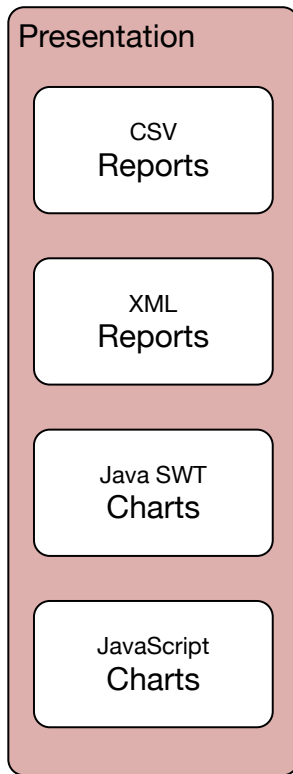 Presentation
CSV
Reports
XML
Reports
Java SWT
Charts
JavaScript
Charts